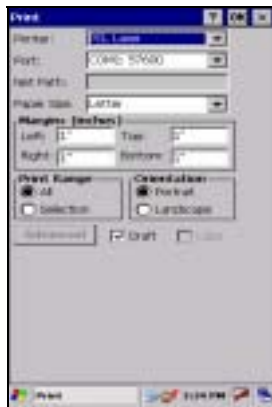 Print ? OK ×
Printer: PCL Laser
Port: COM1: 57600
Net Path:
Paper Size: Letter
Margins (inches)
Left: 1" Top: 1"
Right: 1" Bottom: 1"
Print Range Orientation
All Portrait
Selection Landscape
Advanced Draft Color
Print